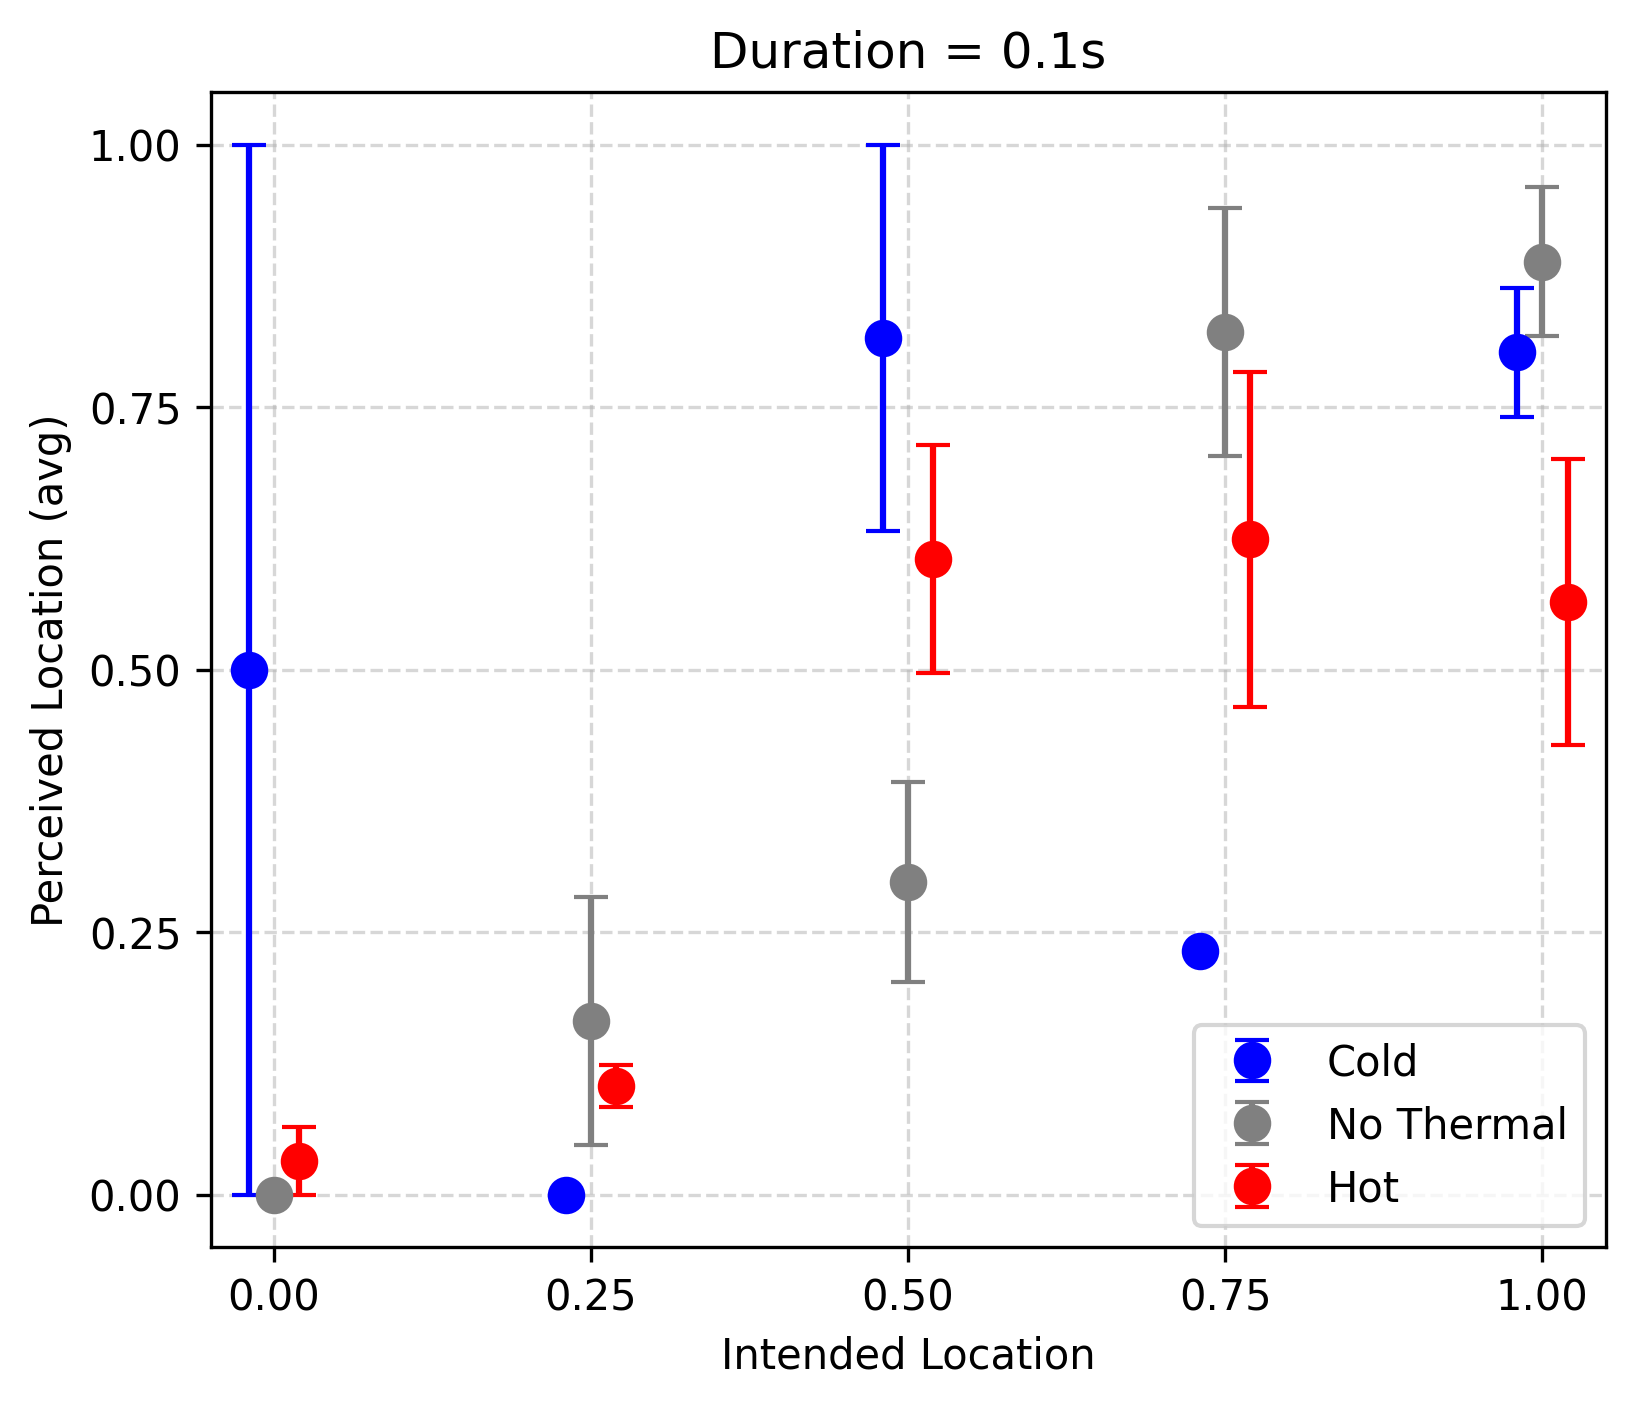 Duration = 0.1s
Perceived Location (avg)
1.00
0.75
0.50
0.25
0.00
Cold
No Thermal
Hot
0.00 0.25 0.50 0.75 1.00
Intended Location